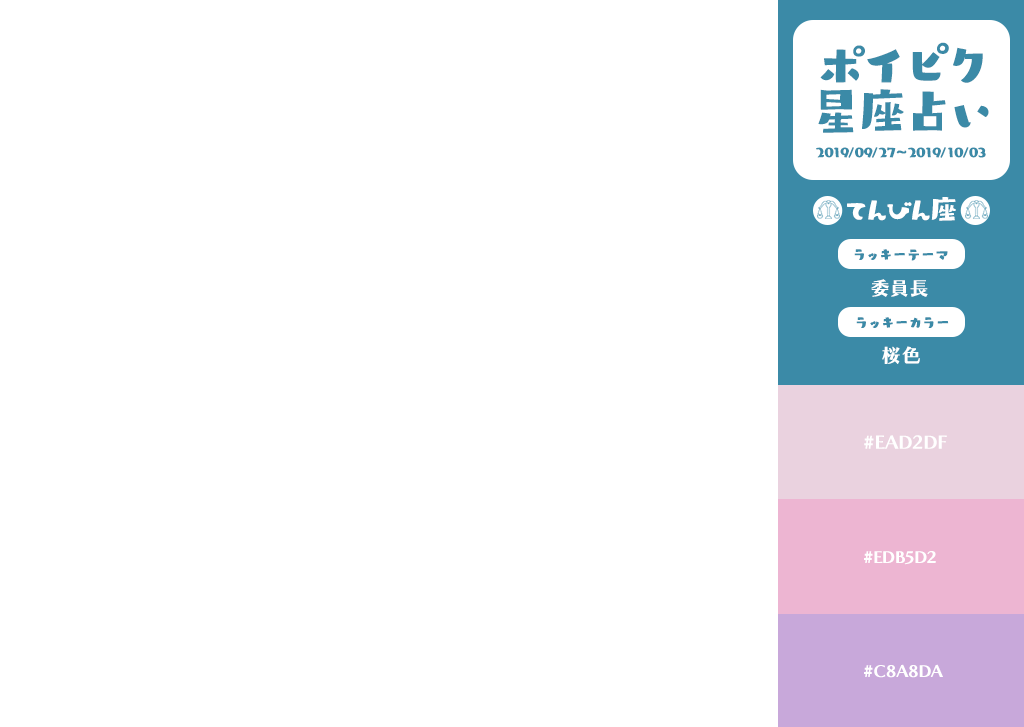 ポイピク
星座占い
2019/09/27~2019/10/03
てんびん座
ラッキーテーマ
委員長
ラッキーカラー
桜色
#EAD2DF
#EDB5D2
#C8A8DA